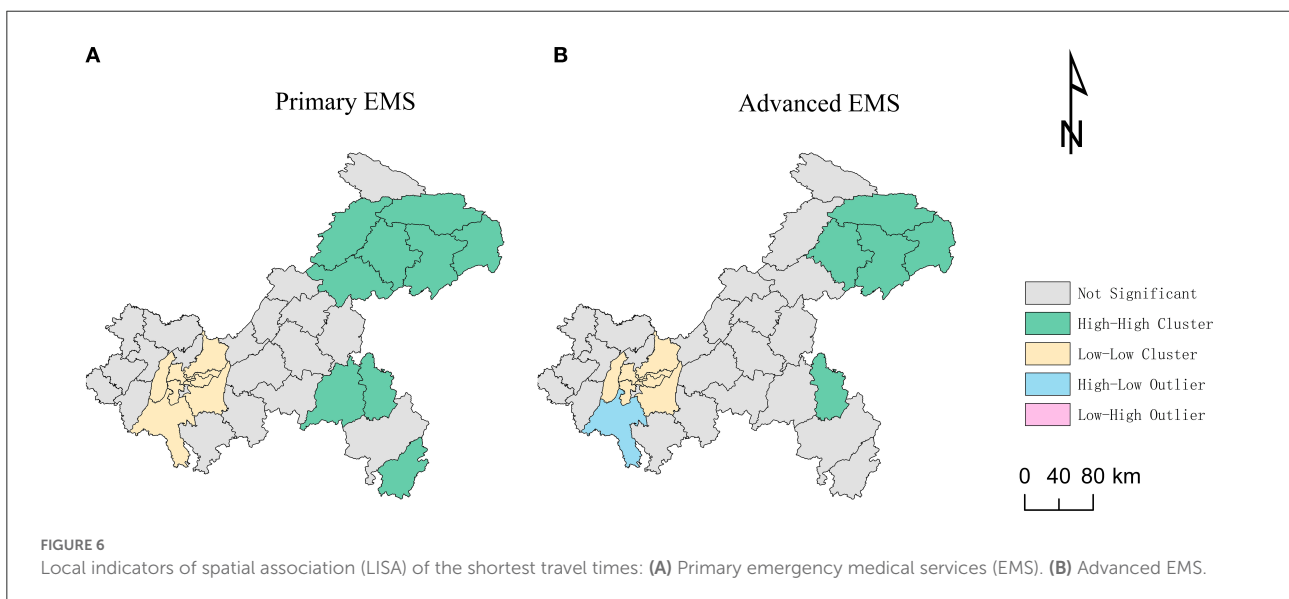 A
B
Primary EMS
Advanced EMS
N
Not Significant
High-High Cluster
Low-Low Cluster
High-Low Outlier
Low-High Outlier
0 40 80 km
FIGURE 6
Local indicators of spatial association (LISA) of the shortest travel times: (A) Primary emergency medical services (EMS). (B) Advanced EMS.